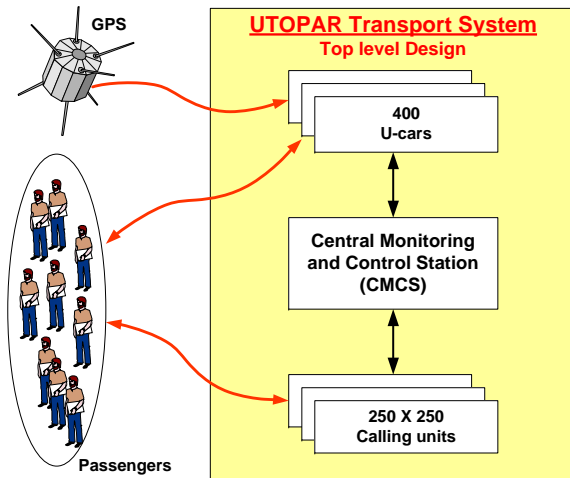 GPS
UTOPAR Transport System
Top level Design
400
U-cars
Central Monitoring
and Control Station
(CMCS)
250 X 250
Calling units
Passengers